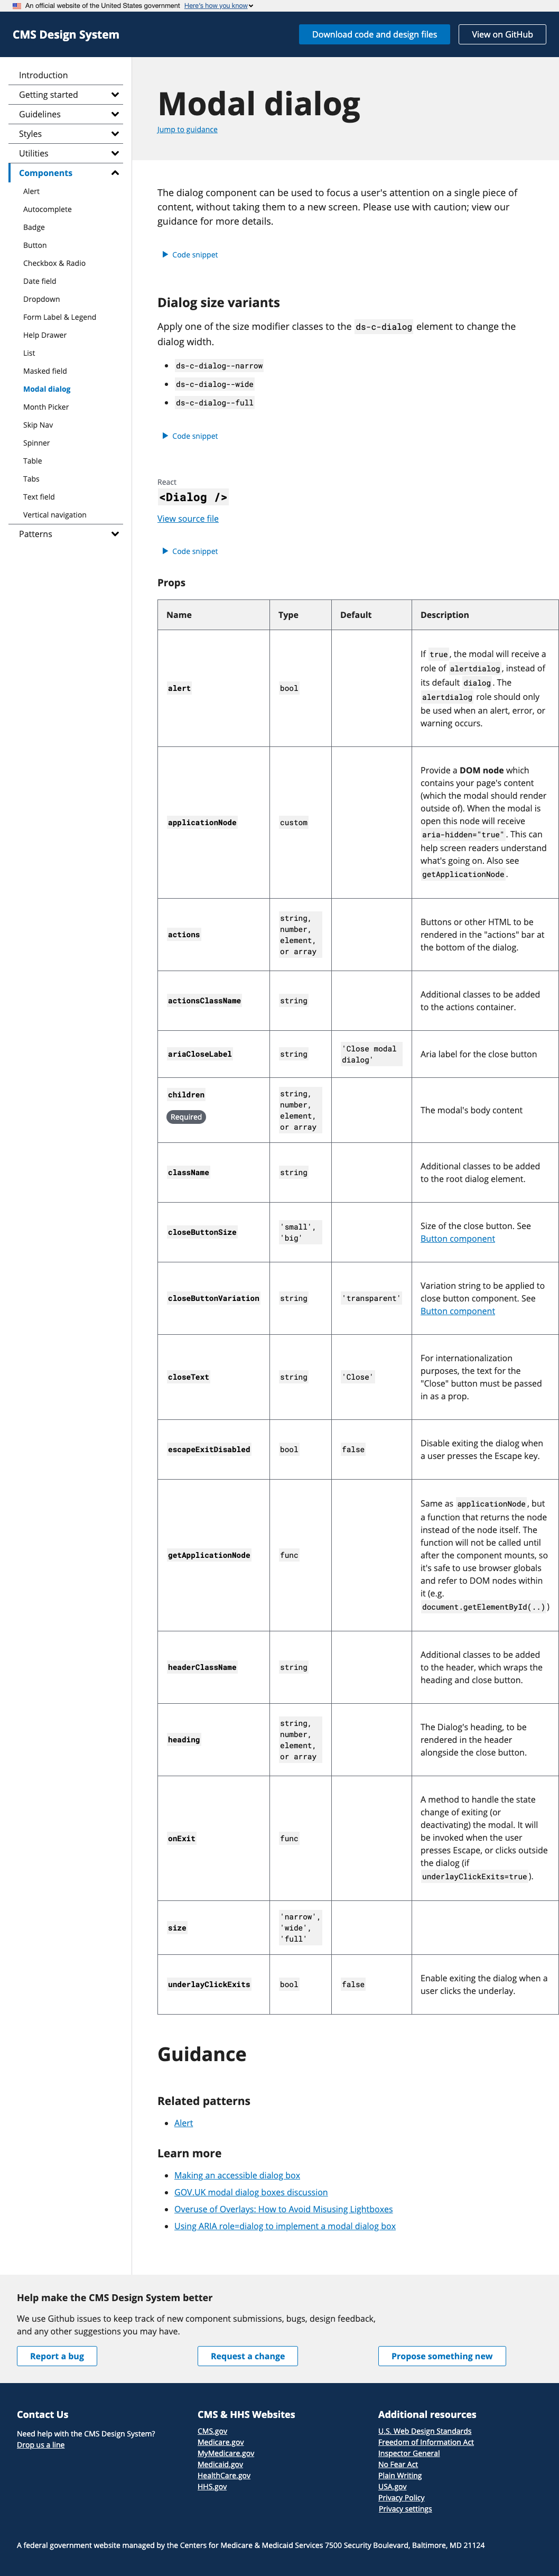 An official website of the United States government Here's how you know
CMS Design System
Download code and design files
View on GitHub
Introduction
Getting started
Guidelines
Styles
Utilities
Components
Alert
Autocomplete
Badge
Button
Checkbox & Radio
Date field
Dropdown
Form Label & Legend
Help Drawer
List
Masked field
Modal dialog
Month Picker
Skip Nav
Spinner
Table
Tabs
Text field
Vertical navigation
Patterns
Modal dialog
Jump to guidance
The dialog component can be used to focus a user's attention on a single piece of
content, without taking them to a new screen. Please use with caution; view our
guidance for more details.
Code snippet
Dialog size variants
Apply one of the size modifier classes to the ds-c-dialog element to change the
dialog width.
ds-c-dialog--narrow
ds-c-dialog--wide
ds-c-dialog--full
Code snippet
React
<Dialog />
View source file
Code snippet
Props
Name Type Default Description
alert
bool
If true, the modal will receive a
role of alertdialog, instead of
its default dialog. The
alertdialog role should only
be used when an alert, error, or
warning occurs.
applicationNode
custom
Provide a DOM node which
contains your page's content
(which the modal should render
outside of). When the modal is
open this node will receive
aria-hidden="true". This can
help screen readers understand
what's going on. Also see
getApplicationNode.
actions
string,
number,
element,
or array
Buttons or other HTML to be
rendered in the "actions" bar at
the bottom of the dialog.
actionsClassName
string
Additional classes to be added
to the actions container.
ariaCloseLabel
string
'Close modal
dialog'
Aria label for the close button
children
Required
string,
number,
element,
or array
The modal's body content
className
string
Additional classes to be added
to the root dialog element.
closeButtonSize
'small',
'big'
Size of the close button. See
Button component
closeButtonVariation
string
'transparent'
Variation string to be applied to
close button component. See
Button component
closeText
string
'Close'
For internationalization
purposes, the text for the
"Close" button must be passed
in as a prop.
escapeExitDisabled
bool
false
Disable exiting the dialog when
a user presses the Escape key.
getApplicationNode
func
Same as applicationNode, but
a function that returns the node
instead of the node itself. The
function will not be called until
after the component mounts, so
it's safe to use browser globals
and refer to DOM nodes within
it (e.g.
document.getElementById(..))
headerClassName
string
Additional classes to be added
to the header, which wraps the
heading and close button.
heading
string,
number,
element,
or array
The Dialog's heading, to be
rendered in the header
alongside the close button.
onExit
func
A method to handle the state
change of exiting (or
deactivating) the modal. It will
be invoked when the user
presses Escape, or clicks outside
the dialog (if
underlayClickExits=true).
size
'narrow',
'wide',
'full'
underlayClickExits
bool
false
Enable exiting the dialog when a
user clicks the underlay.
Guidance
Related patterns
Alert
Learn more
Making an accessible dialog box
GOV.UK modal dialog boxes discussion
Overuse of Overlays: How to Avoid Misusing Lightboxes
Using ARIA role=dialog to implement a modal dialog box
Help make the CMS Design System better
We use Github issues to keep track of new component submissions, bugs, design feedback,
and any other suggestions you may have.
Report a bug
Request a change
Propose something new
Contact Us
Need help with the CMS Design System?
Drop us a line
CMS & HHS Websites
CMS.gov
Medicare.gov
MyMedicare.gov
Medicaid.gov
HealthCare.gov
HHS.gov
Additional resources
U.S. Web Design Standards
Freedom of Information Act
Inspector General
No Fear Act
Plain Writing
USA.gov
Privacy Policy
Privacy settings
A federal government website managed by the Centers for Medicare & Medicaid Services 7500 Security Boulevard, Baltimore, MD 21124